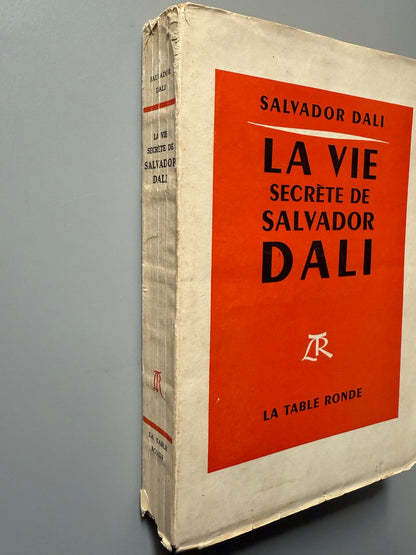 SALVADOR
DALI
LA VIE
SECRÈTE DE
SALVADOR
DALI
LA TABLE
RONDE
SALVADOR DALI
LA VIE
SECRÈTE DE
SALVADOR
DALI
TR
LA TABLE RONDE